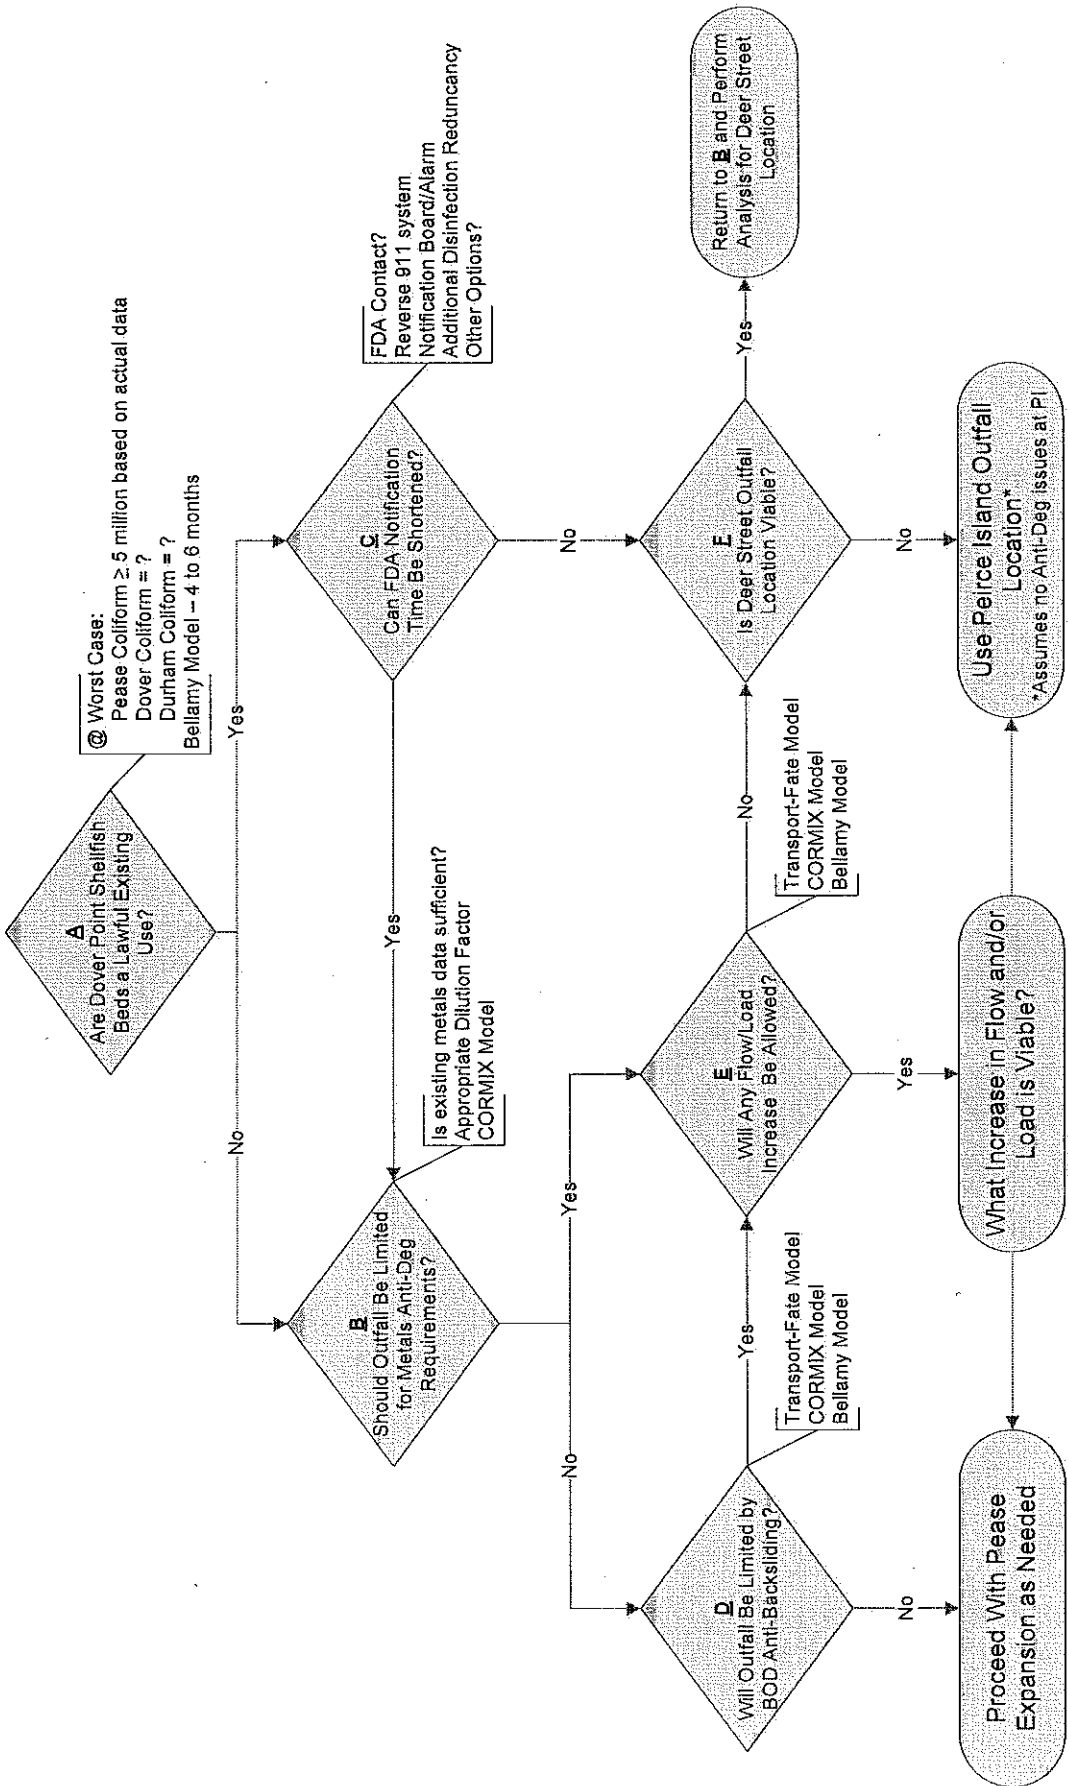 A
Are Dover Point Shellfish
Beds a Lawful Existing
Use?
@ Worst Case:
Pease Coliform ≥ 5 million based on actual data
Dover Coliform = ?
Durham Coliform = ?
Bellamy Model – 4 to 6 months
No
Yes
B
Should Outfall Be Limited
for Metals Anti-Deg
Requirements?
Is existing metals data sufficient?
Appropriate Dilution Factor
CORMIX Model
Yes
C
Can FDA Notification
Time Be Shortened?
FDA Contact?
Reverse 911 system
Notification Board/Alarm
Additional Disinfection Reduncancy
Other Options?
No
Yes
No
D
Will Outfall Be Limited by
BOD Anti-Backsliding?
Transport-Fate Model
CORMIX Model
Bellamy Model
Yes
E
Will Any Flow/Load
Increase Be Allowed?
Transport-Fate Model
CORMIX Model
Bellamy Model
No
F
Is Deer Street Outfall
Location Viable?
Yes
Return to B and Perform
Analysis for Deer Street
Location
No
Yes
No
Proceed With Pease
Expansion as Needed
What Increase in Flow and/or
Load is Viable?
Use Peirce Island Outfall
Location*
*Assumes no Anti-Deg issues at PI